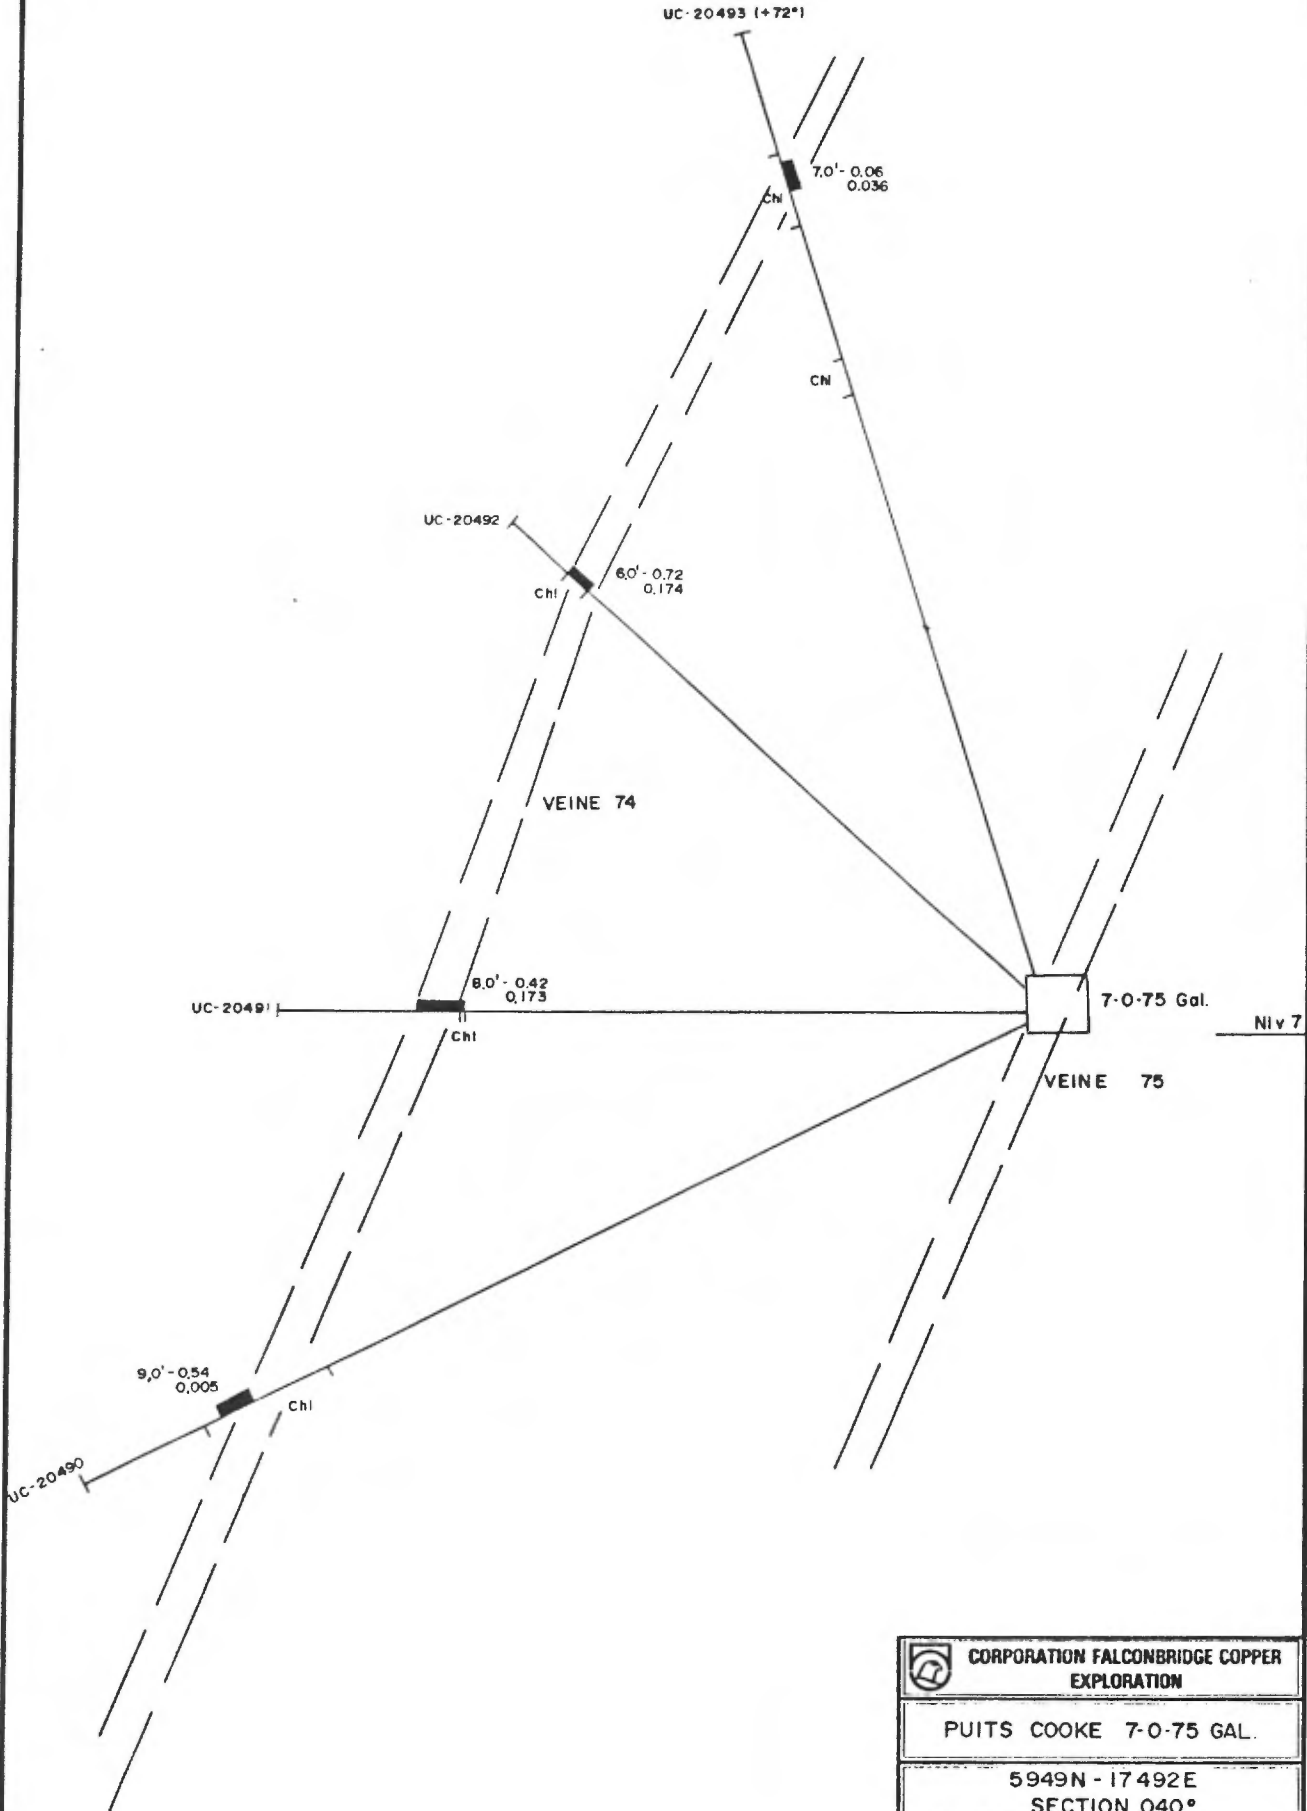 UC-20493 (+72°)
7.0'- 0.06
0.036
Chl
Chl
UC-20492
6.0'- 0.72
0.174
Chl
VEINE 74
8.0'- 0.42
0.173
UC-20491
Chl
7-0-75 Gal.
Niv 7
VEINE 75
9.0'- 0.54
0.005
Chl
UC-20490
CORPORATION FALCONBRIDGE COPPER
EXPLORATION
PUITS COOKE 7-0-75 GAL.
5949N - 17492E
SECTION 040°